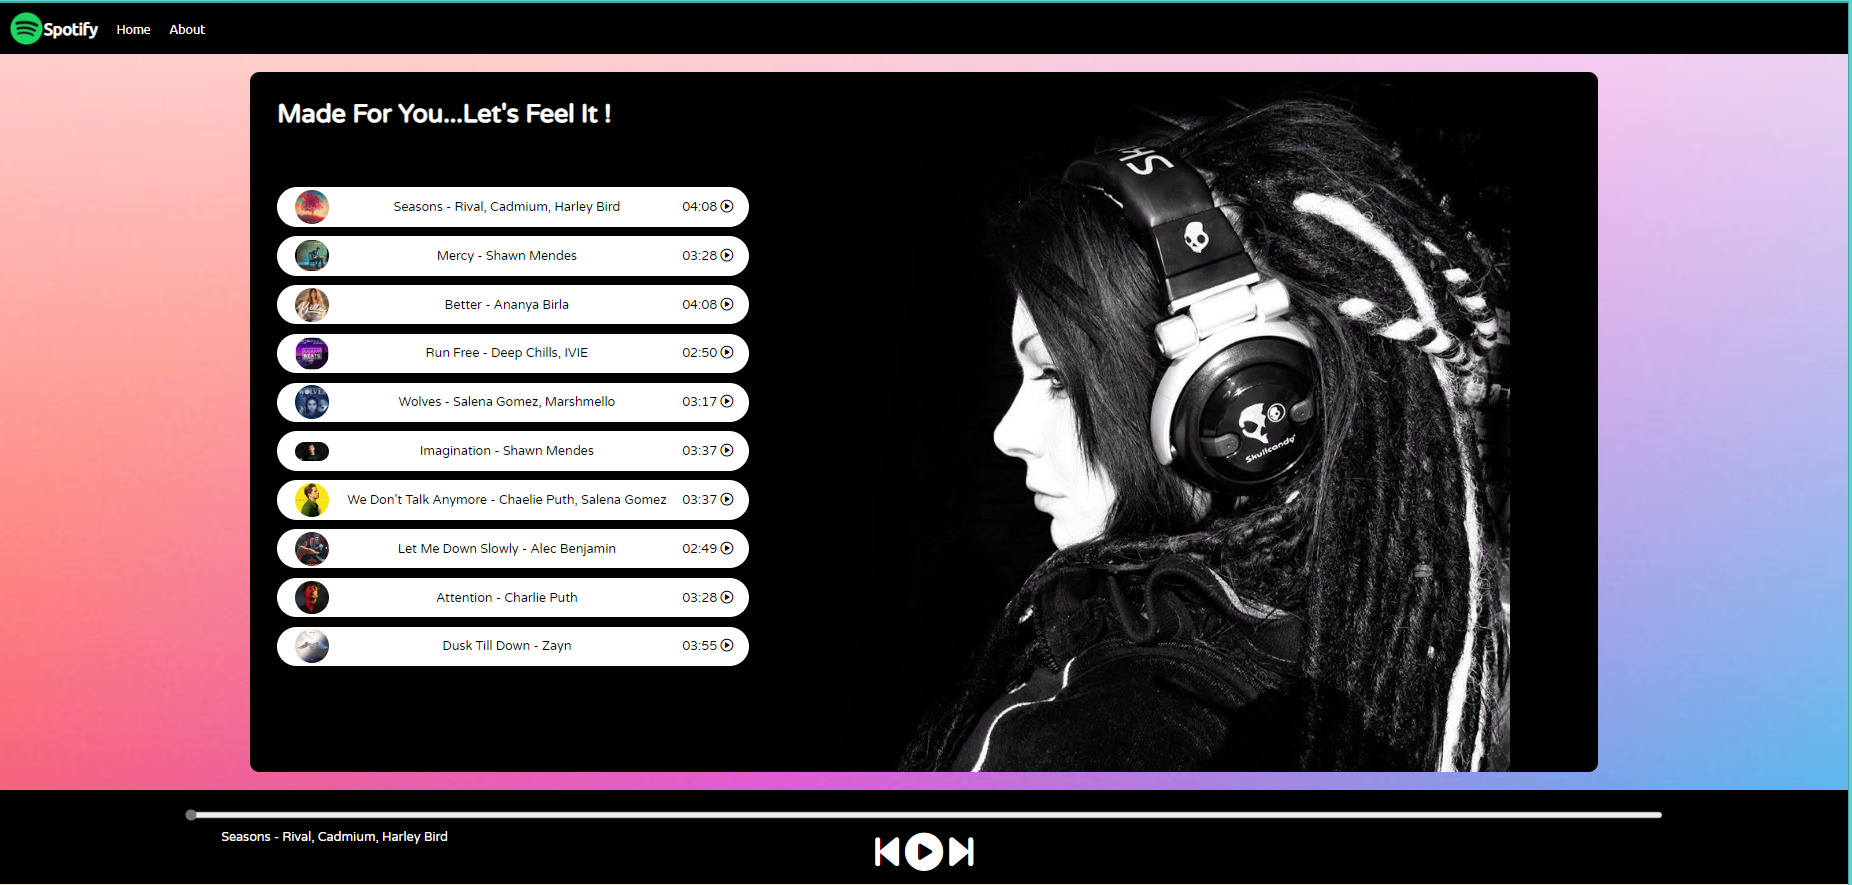 Spotify Home About
Made For You...Let's Feel It !
Seasons - Rival, Cadmium, Harley Bird 04:08
Mercy - Shawn Mendes 03:28
Better - Ananya Birla 04:08
Run Free - Deep Chills, IVIE 02:50
Wolves - Salena Gomez, Marshmello 03:17
Imagination - Shawn Mendes 03:37
We Don't Talk Anymore - Chaelie Puth, Salena Gomez 03:37
Let Me Down Slowly - Alec Benjamin 02:49
Attention - Charlie Puth 03:28
Dusk Till Down - Zayn 03:55
SK
Skullcandy
Seasons - Rival, Cadmium, Harley Bird